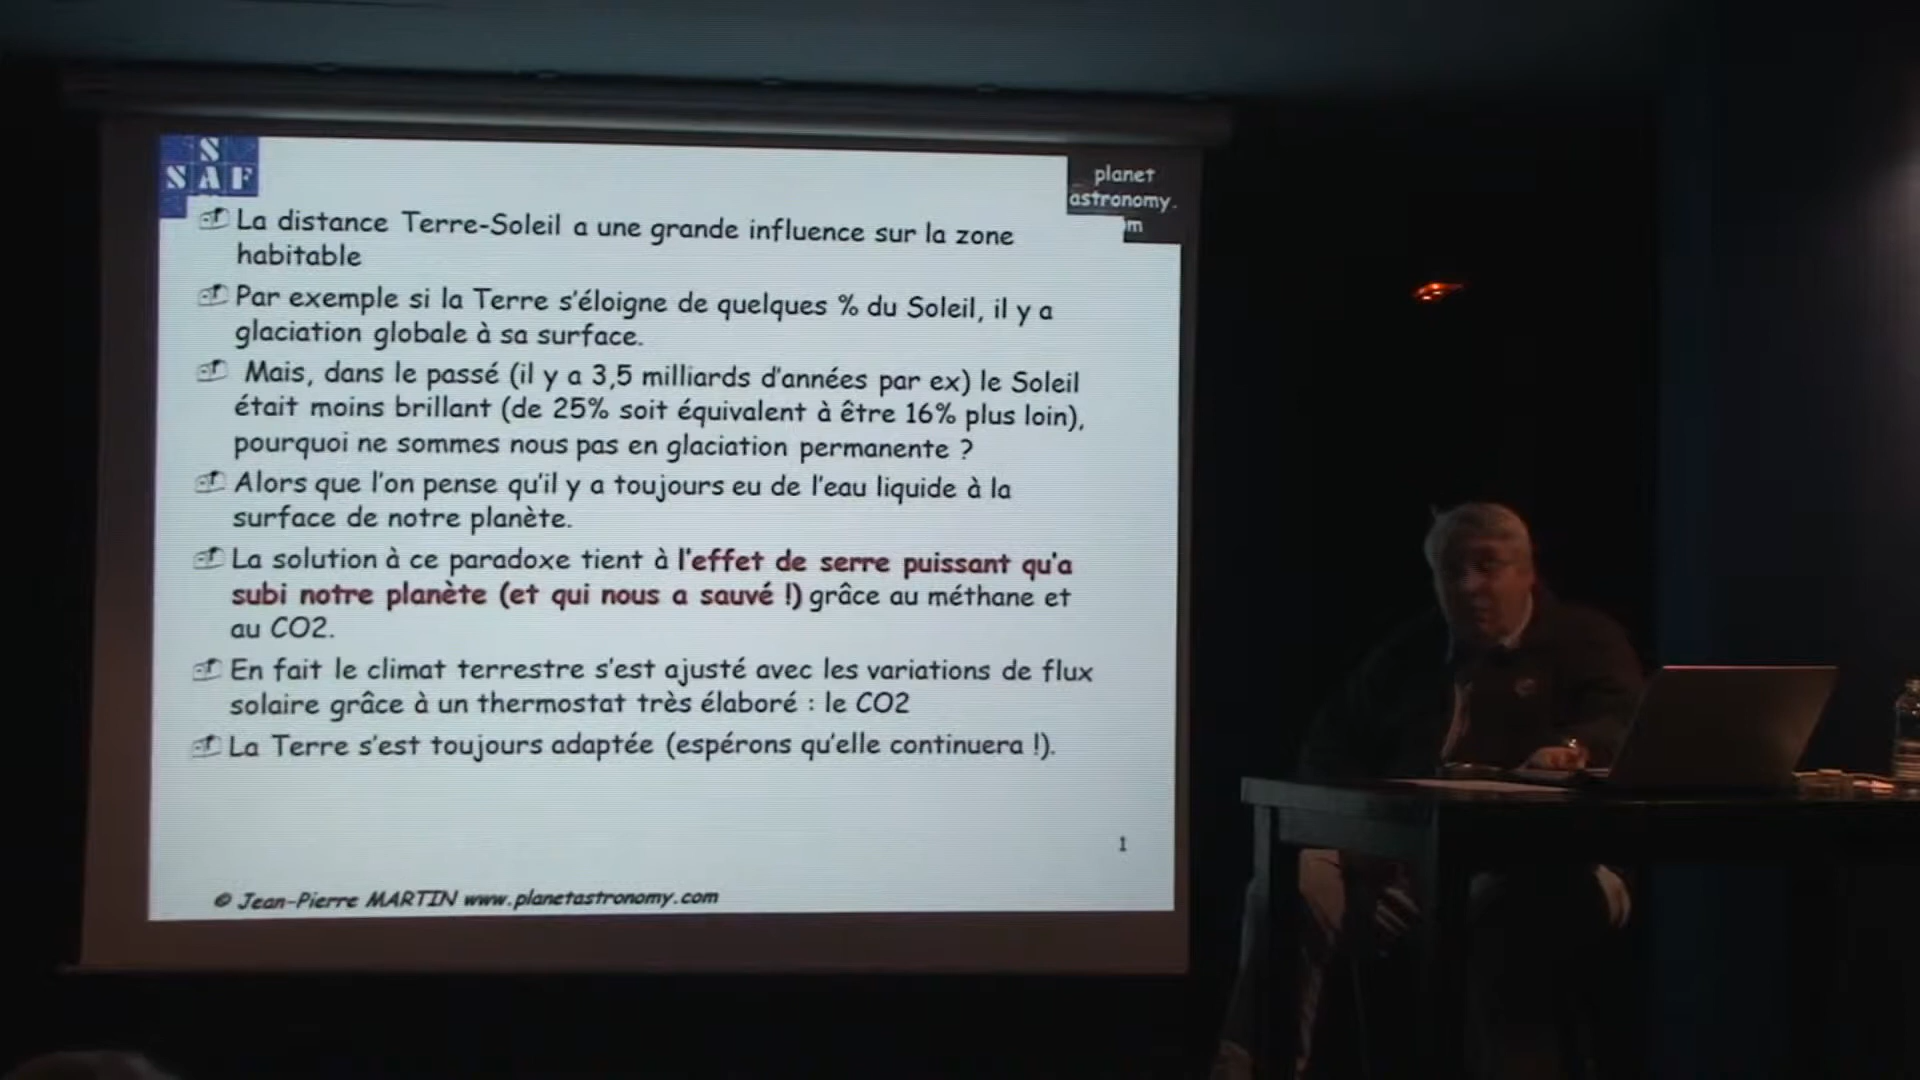 S
SAF
planet
astronomy.
m
La distance Terre-Soleil a une grande influence sur la zone
habitable
Par exemple si la Terre s'éloigne de quelques % du Soleil, il y a
glaciation globale à sa surface.
Mais, dans le passé (il y a 3,5 milliards d'années par ex) le Soleil
était moins brillant (de 25% soit équivalent à être 16% plus loin),
pourquoi ne sommes nous pas en glaciation permanente ?
Alors que l'on pense qu'il y a toujours eu de l'eau liquide à la
surface de notre planète.
La solution à ce paradoxe tient à l'effet de serre puissant qu'a
subi notre planète (et qui nous a sauvé !) grâce au méthane et
au CO2.
En fait le climat terrestre s'est ajusté avec les variations de flux
solaire grâce à un thermostat très élaboré : le CO2
La Terre s'est toujours adaptée (espérons qu'elle continuera !).
1
© Jean-Pierre MARTIN www.planetastronomy.com